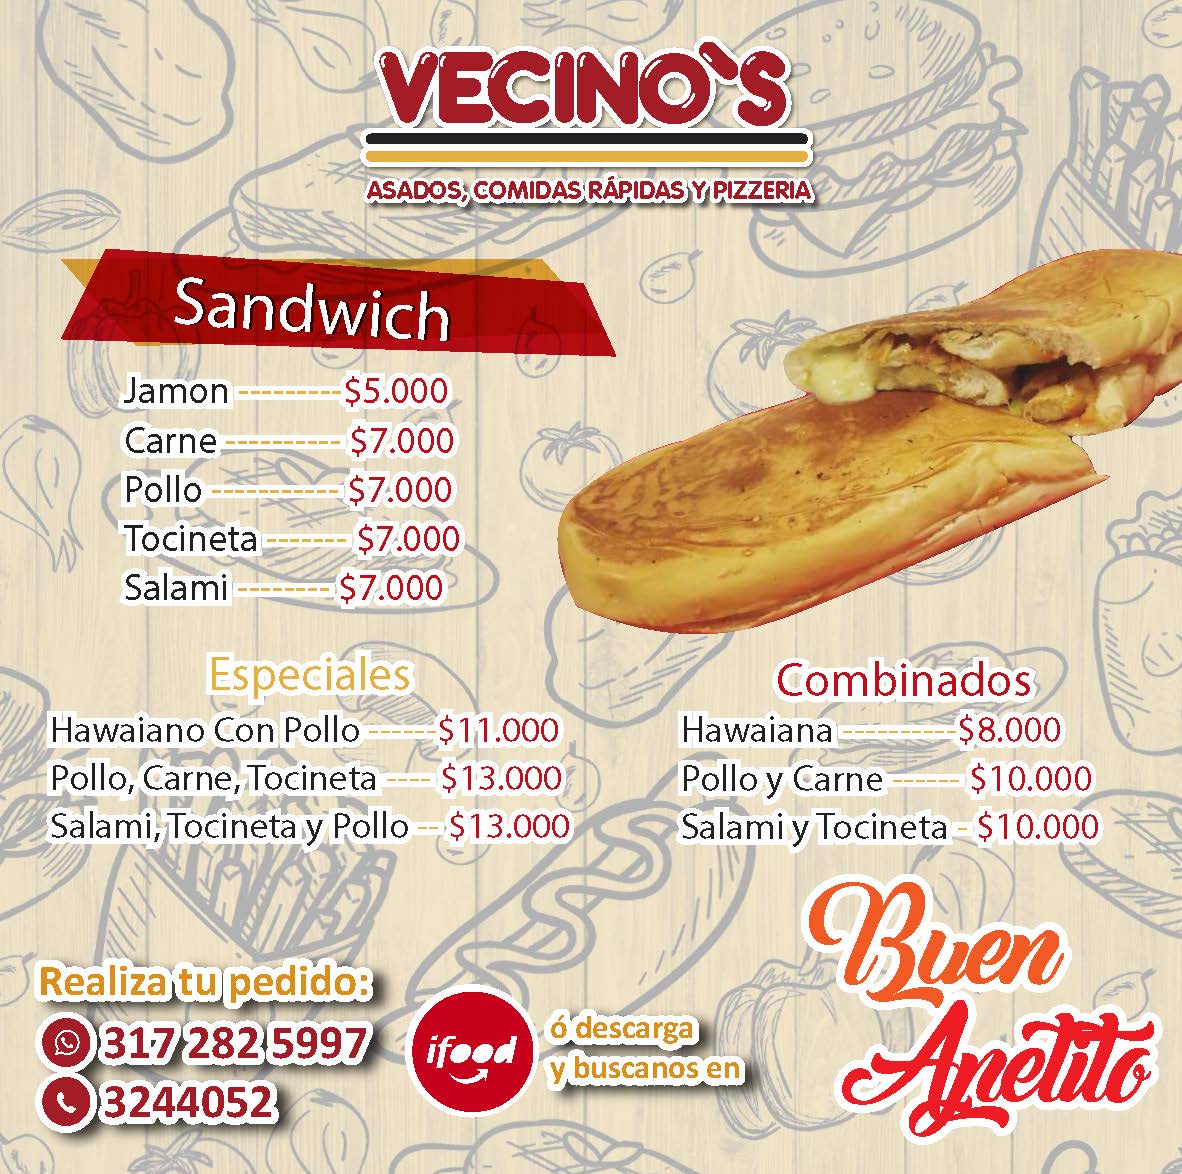 VECINO`S
ASADOS, COMIDAS RÁPIDAS Y PIZZERIA
Sandwich
Jamon ---------- $5.000
Carne ----------- $7.000
Pollo ------------ $7.000
Tocineta ------- $7.000
Salami --------- $7.000
Especiales
Hawaiano Con Pollo ------ $11.000
Pollo, Carne, Tocineta ---- $13.000
Salami, Tocineta y Pollo -- $13.000
Combinados
Hawaiana ----------- $8.000
Pollo y Carne ------ $10.000
Salami y Tocineta - $10.000
Realiza tu pedido:
317 282 5997
3244052
ifood
ó descarga
y buscanos en
Buen
Apetito